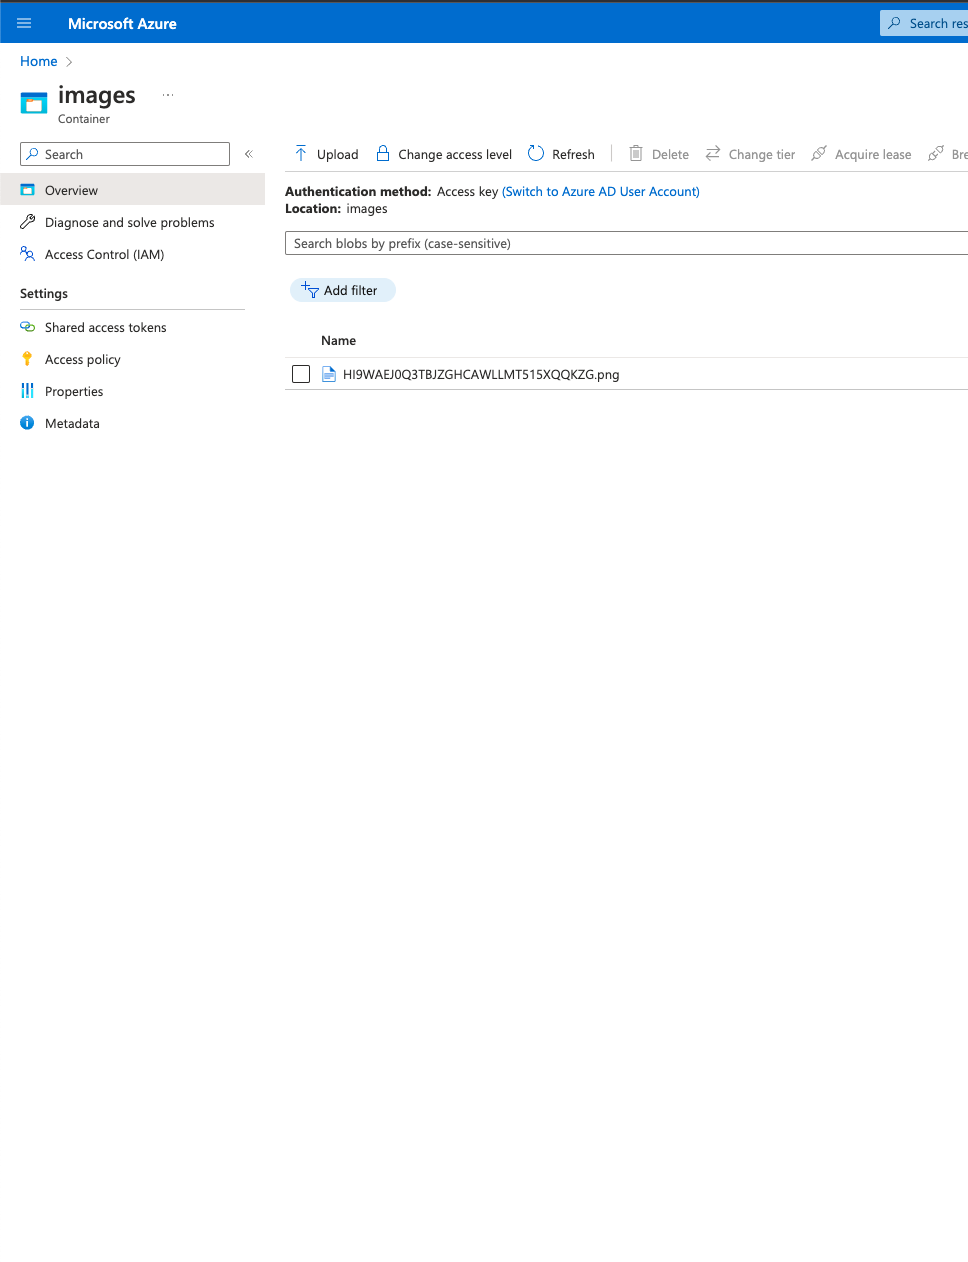 Microsoft Azure
Search res
Home
images
...
Container
Search
Upload
Change access level
Refresh
Delete
Change tier
Acquire lease
Bre
Overview
Diagnose and solve problems
Access Control (IAM)
Settings
Shared access tokens
Access policy
Properties
Metadata
Authentication method: Access key (Switch to Azure AD User Account)
Location: images
Search blobs by prefix (case-sensitive)
Add filter
Name
HI9WAEJ0Q3TBJZGHCAWLLMT515XQQKZG.png